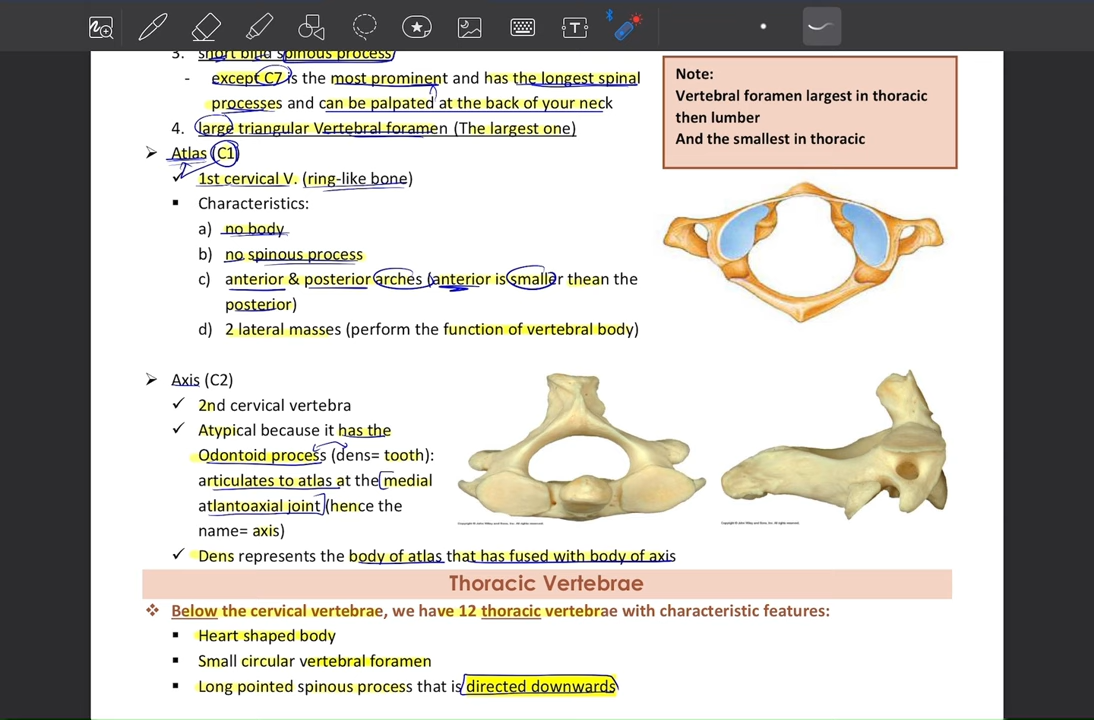 3. short bifid spinous process
- except C7 is the most prominent and has the longest spinal
processes and can be palpated at the back of your neck
4. large triangular Vertebral foramen (The largest one)
Note:
Vertebral foramen largest in thoracic
then lumber
And the smallest in thoracic
➤ Atlas (C1)
✓ 1st cervical V. (ring-like bone)
▪ Characteristics:
a) no body
b) no spinous process
c) anterior & posterior arches (anterior is smaller thean the
posterior)
d) 2 lateral masses (perform the function of vertebral body)
➤ Axis (C2)
✓ 2nd cervical vertebra
✓ Atypical because it has the
Odontoid process (dens= tooth):
articulates to atlas at the medial
atlantoaxial joint (hence the
name= axis)
✓ Dens represents the body of atlas that has fused with body of axis
Thoracic Vertebrae
❖ Below the cervical vertebrae, we have 12 thoracic vertebrae with characteristic features:
▪ Heart shaped body
▪ Small circular vertebral foramen
▪ Long pointed spinous process that is directed downwards